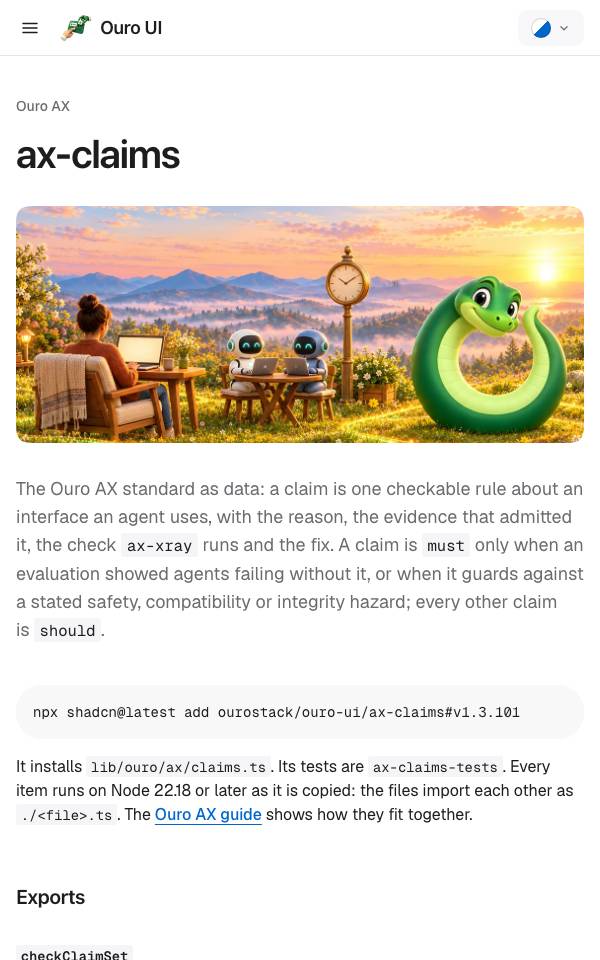 Ouro UI
Ouro AX
ax-claims
The Ouro AX standard as data: a claim is one checkable rule about an
interface an agent uses, with the reason, the evidence that admitted
it, the check ax-xray runs and the fix. A claim is must only when an
evaluation showed agents failing without it, or when it guards against
a stated safety, compatibility or integrity hazard; every other claim
is should.
npx shadcn@latest add ourostack/ouro-ui/ax-claims#v1.3.101
It installs lib/ouro/ax/claims.ts. Its tests are ax-claims-tests. Every
item runs on Node 22.18 or later as it is copied: the files import each other as
./<file>.ts. The Ouro AX guide shows how they fit together.
Exports
checkClaimSet